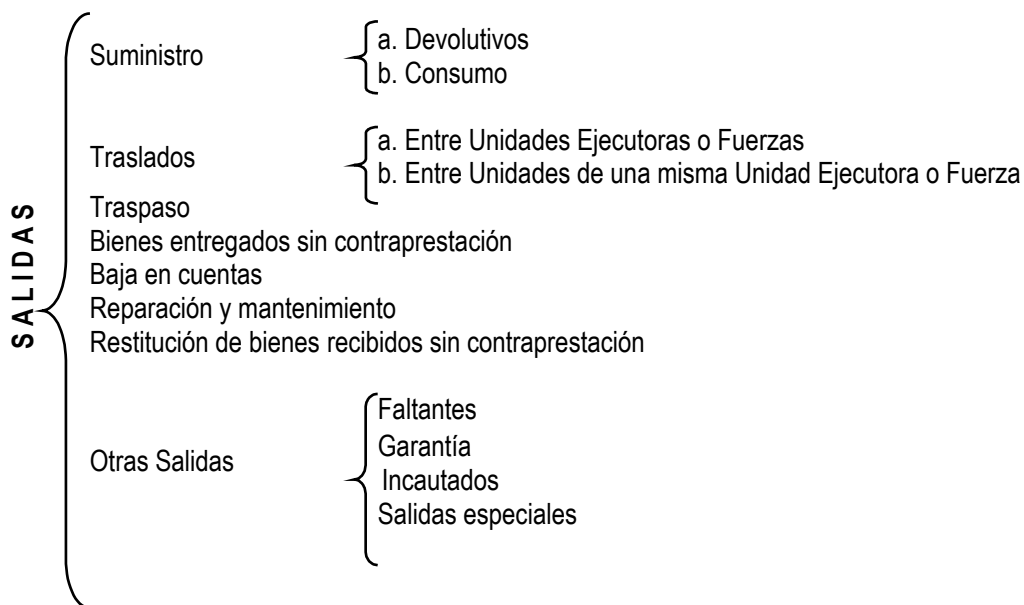 SALIDAS
Suministro
a. Devolutivos
b. Consumo
Traslados
a. Entre Unidades Ejecutoras o Fuerzas
b. Entre Unidades de una misma Unidad Ejecutora o Fuerza
Traspaso
Bienes entregados sin contraprestación
Baja en cuentas
Reparación y mantenimiento
Restitución de bienes recibidos sin contraprestación
Otras Salidas
Faltantes
Garantía
Incautados
Salidas especiales